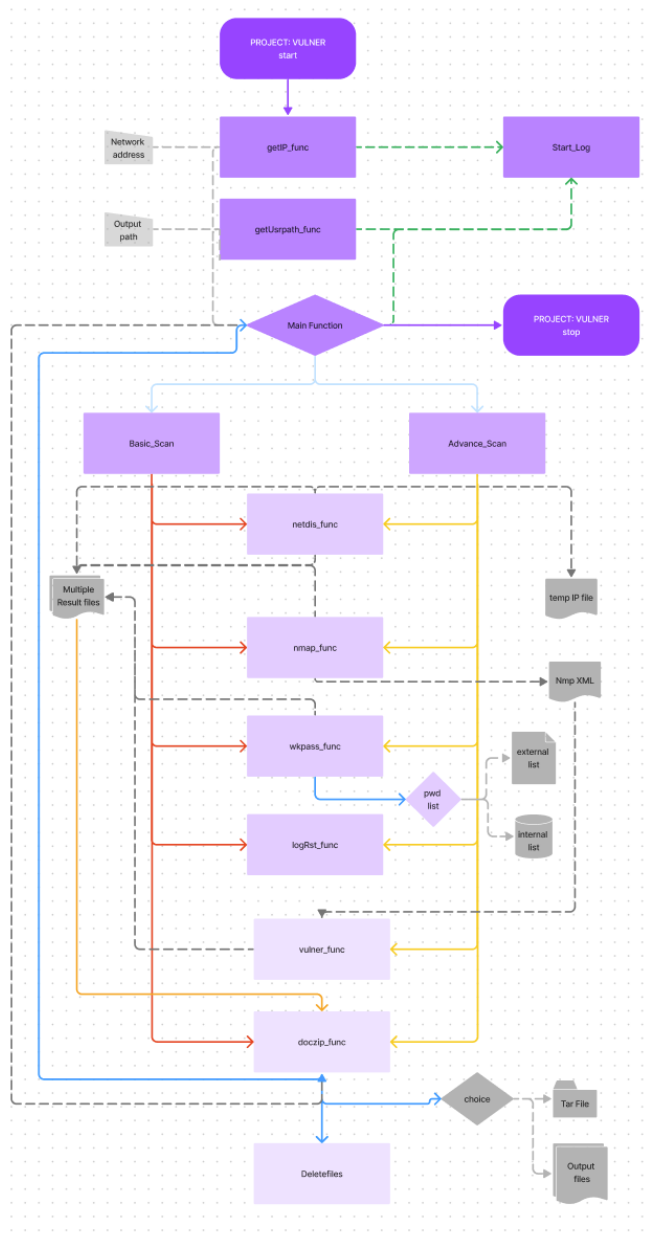 PROJECT: VULNER
start
Network
address
getIP_func
Start_Log
Output
path
getUsrpath_func
Main Function
PROJECT: VULNER
stop
Basic_Scan
Advance_Scan
netdis_func
Multiple
Result files
temp IP file
nmap_func
Nmp XML
wkpass_func
external
list
pwd
list
internal
list
logRst_func
vulner_func
doczip_func
choice
Tar File
Deletefiles
Output
files